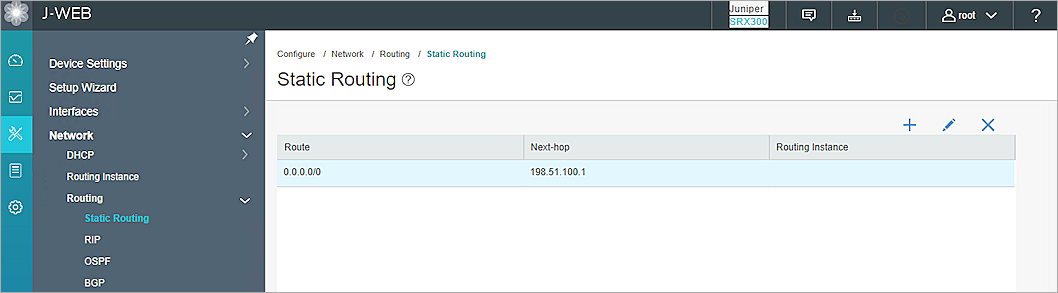 J-WEB
Juniper
SRX300
root
?
Device Settings
Setup Wizard
Interfaces
Network
DHCP
Routing Instance
Routing
Static Routing
RIP
OSPF
BGP
Configure / Network / Routing / Static Routing
Static Routing ?
Route Next-hop Routing Instance
0.0.0.0/0 198.51.100.1